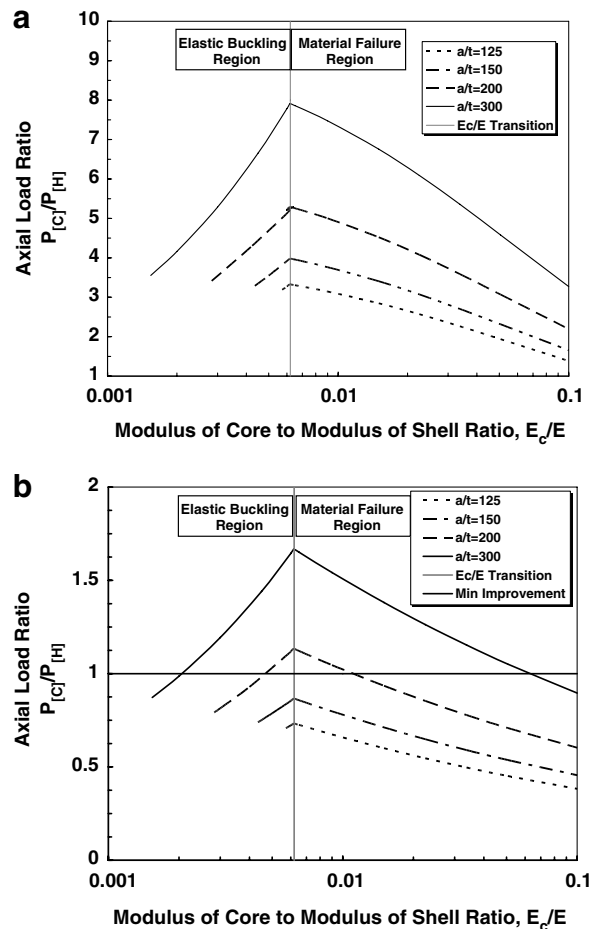 a
10
9
8
7
6
5
4
3
2
1
Axial Load Ratio
P[C]/P[H]
Elastic Buckling
Region
Material Failure
Region
a/t=125
a/t=150
a/t=200
a/t=300
Ec/E Transition
0.001
0.01
0.1
Modulus of Core to Modulus of Shell Ratio, Ec/E
b
2
1.5
1
0.5
0
Axial Load Ratio
P[C]/P[H]
Elastic Buckling
Region
Material Failure
Region
a/t=125
a/t=150
a/t=200
a/t=300
Ec/E Transition
Min Improvement
0.001
0.01
0.1
Modulus of Core to Modulus of Shell Ratio, Ec/E